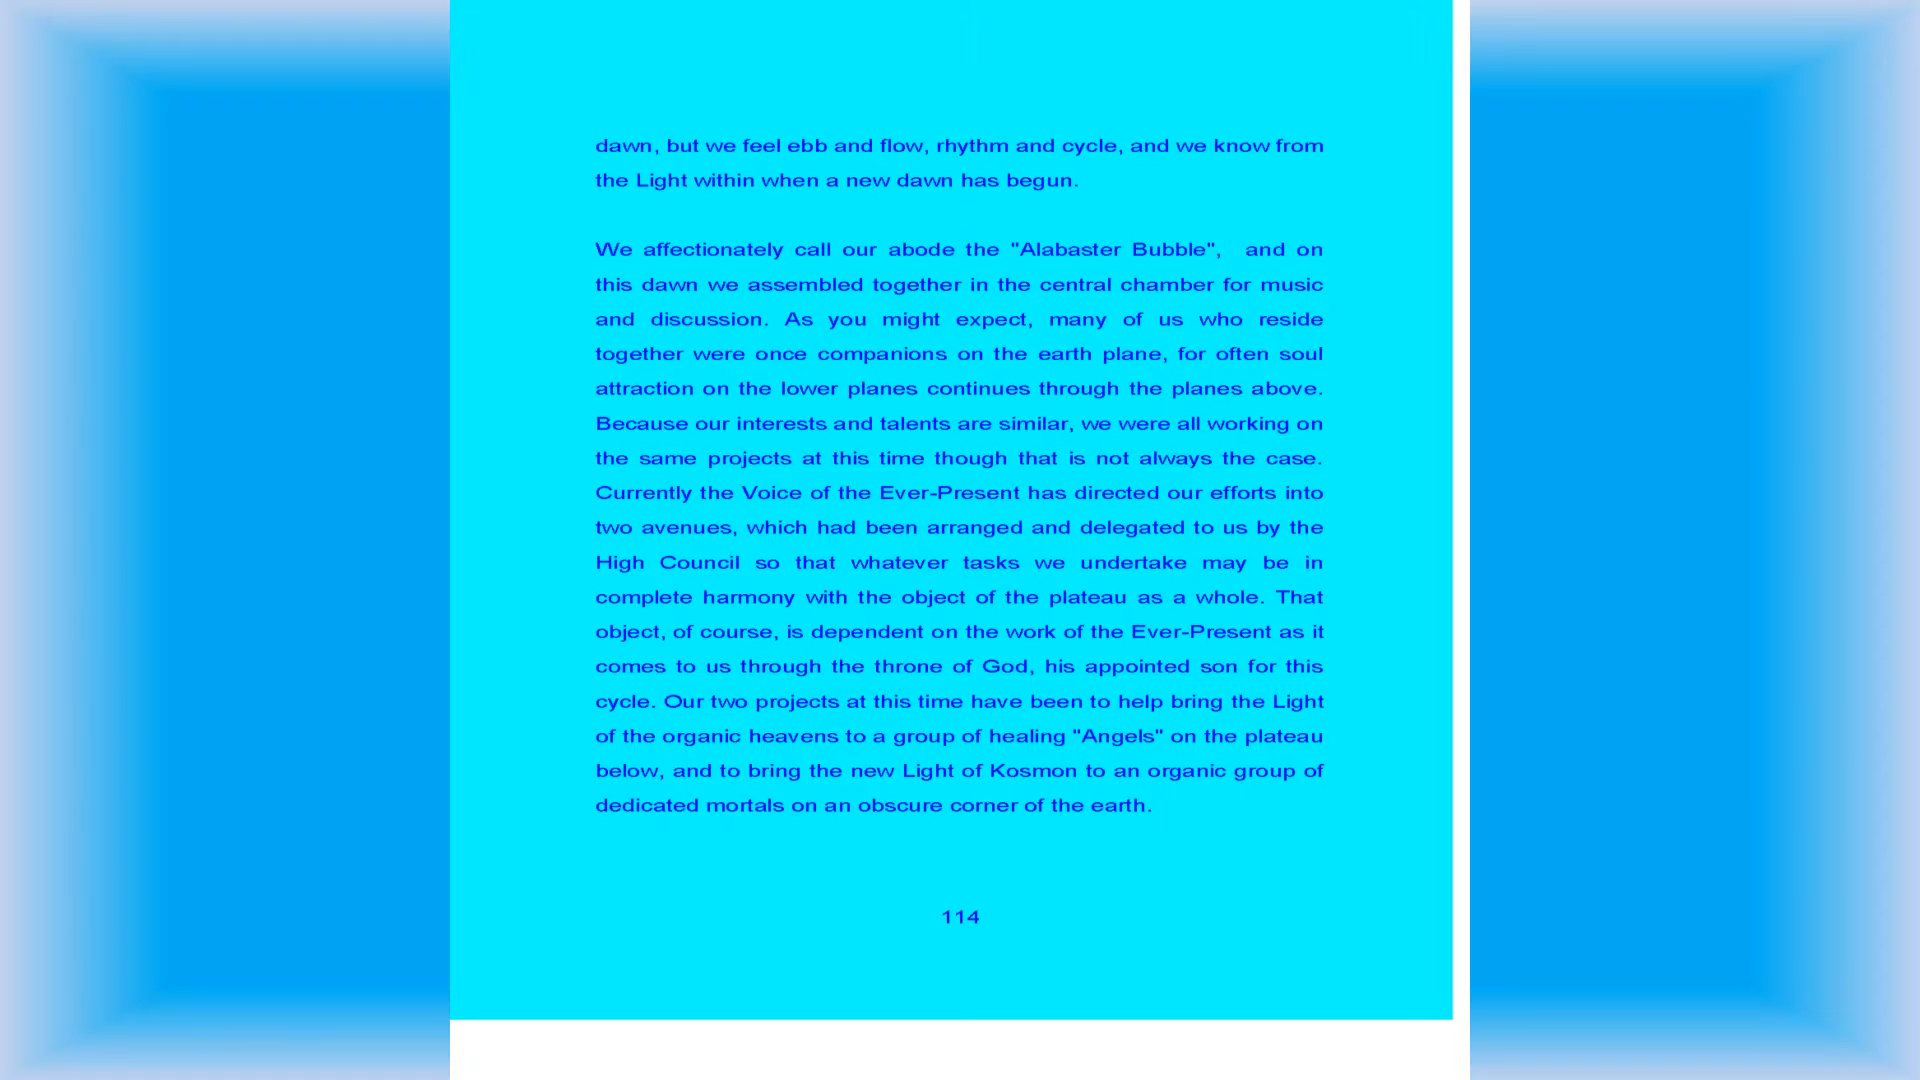 dawn, but we feel ebb and flow, rhythm and cycle, and we know from
the Light within when a new dawn has begun.
We affectionately call our abode the "Alabaster Bubble", and on
this dawn we assembled together in the central chamber for music
and discussion. As you might expect, many of us who reside
together were once companions on the earth plane, for often soul
attraction on the lower planes continues through the planes above.
Because our interests and talents are similar, we were all working on
the same projects at this time though that is not always the case.
Currently the Voice of the Ever-Present has directed our efforts into
two avenues, which had been arranged and delegated to us by the
High Council so that whatever tasks we undertake may be in
complete harmony with the object of the plateau as a whole. That
object, of course, is dependent on the work of the Ever-Present as it
comes to us through the throne of God, his appointed son for this
cycle. Our two projects at this time have been to help bring the Light
of the organic heavens to a group of healing "Angels" on the plateau
below, and to bring the new Light of Kosmon to an organic group of
dedicated mortals on an obscure corner of the earth.
114